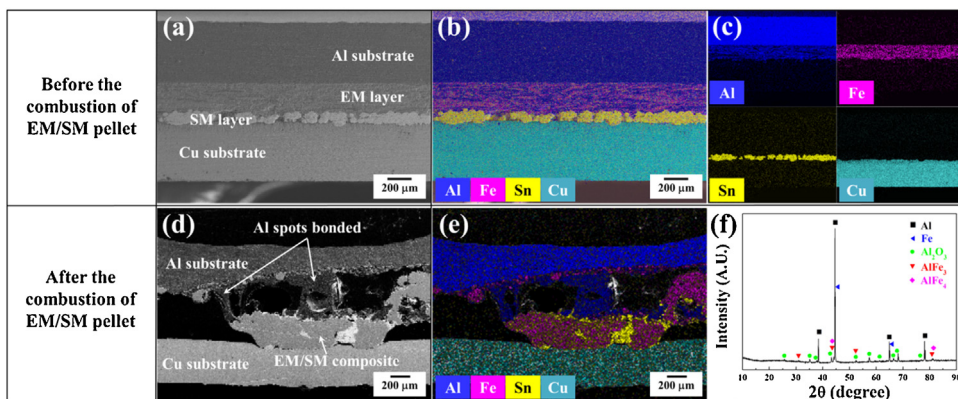 Before the
combustion of
EM/SM pellet
(a)
Al substrate
EM layer
SM layer
Cu substrate
200 μm
(b)
Al Fe Sn Cu
200 μm
(c)
Al
Fe
Sn
Cu
After the
combustion of
EM/SM pellet
(d)
Al spots bonded
Al substrate
EM/SM composite
Cu substrate
200 μm
(e)
Al Fe Sn Cu
200 μm
(f)
Intensity (A.U.)
Al
Fe
Al₂O₃
AlFe₃
AlFe₄
10 20 30 40 50 60 70 80 90
2θ (degree)